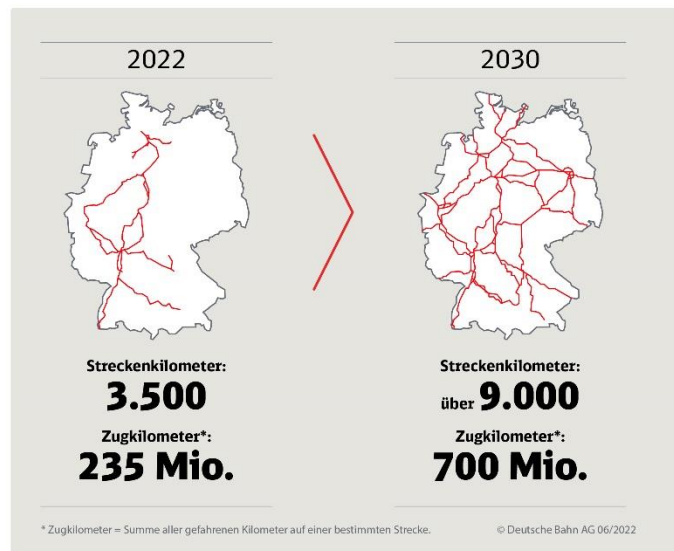 2022
2030
Streckenkilometer:
3.500
Zugkilometer*:
235 Mio.
Streckenkilometer:
über 9.000
Zugkilometer*:
700 Mio.
* Zugkilometer = Summe aller gefahrenen Kilometer auf einer bestimmten Strecke.
© Deutsche Bahn AG 06/2022